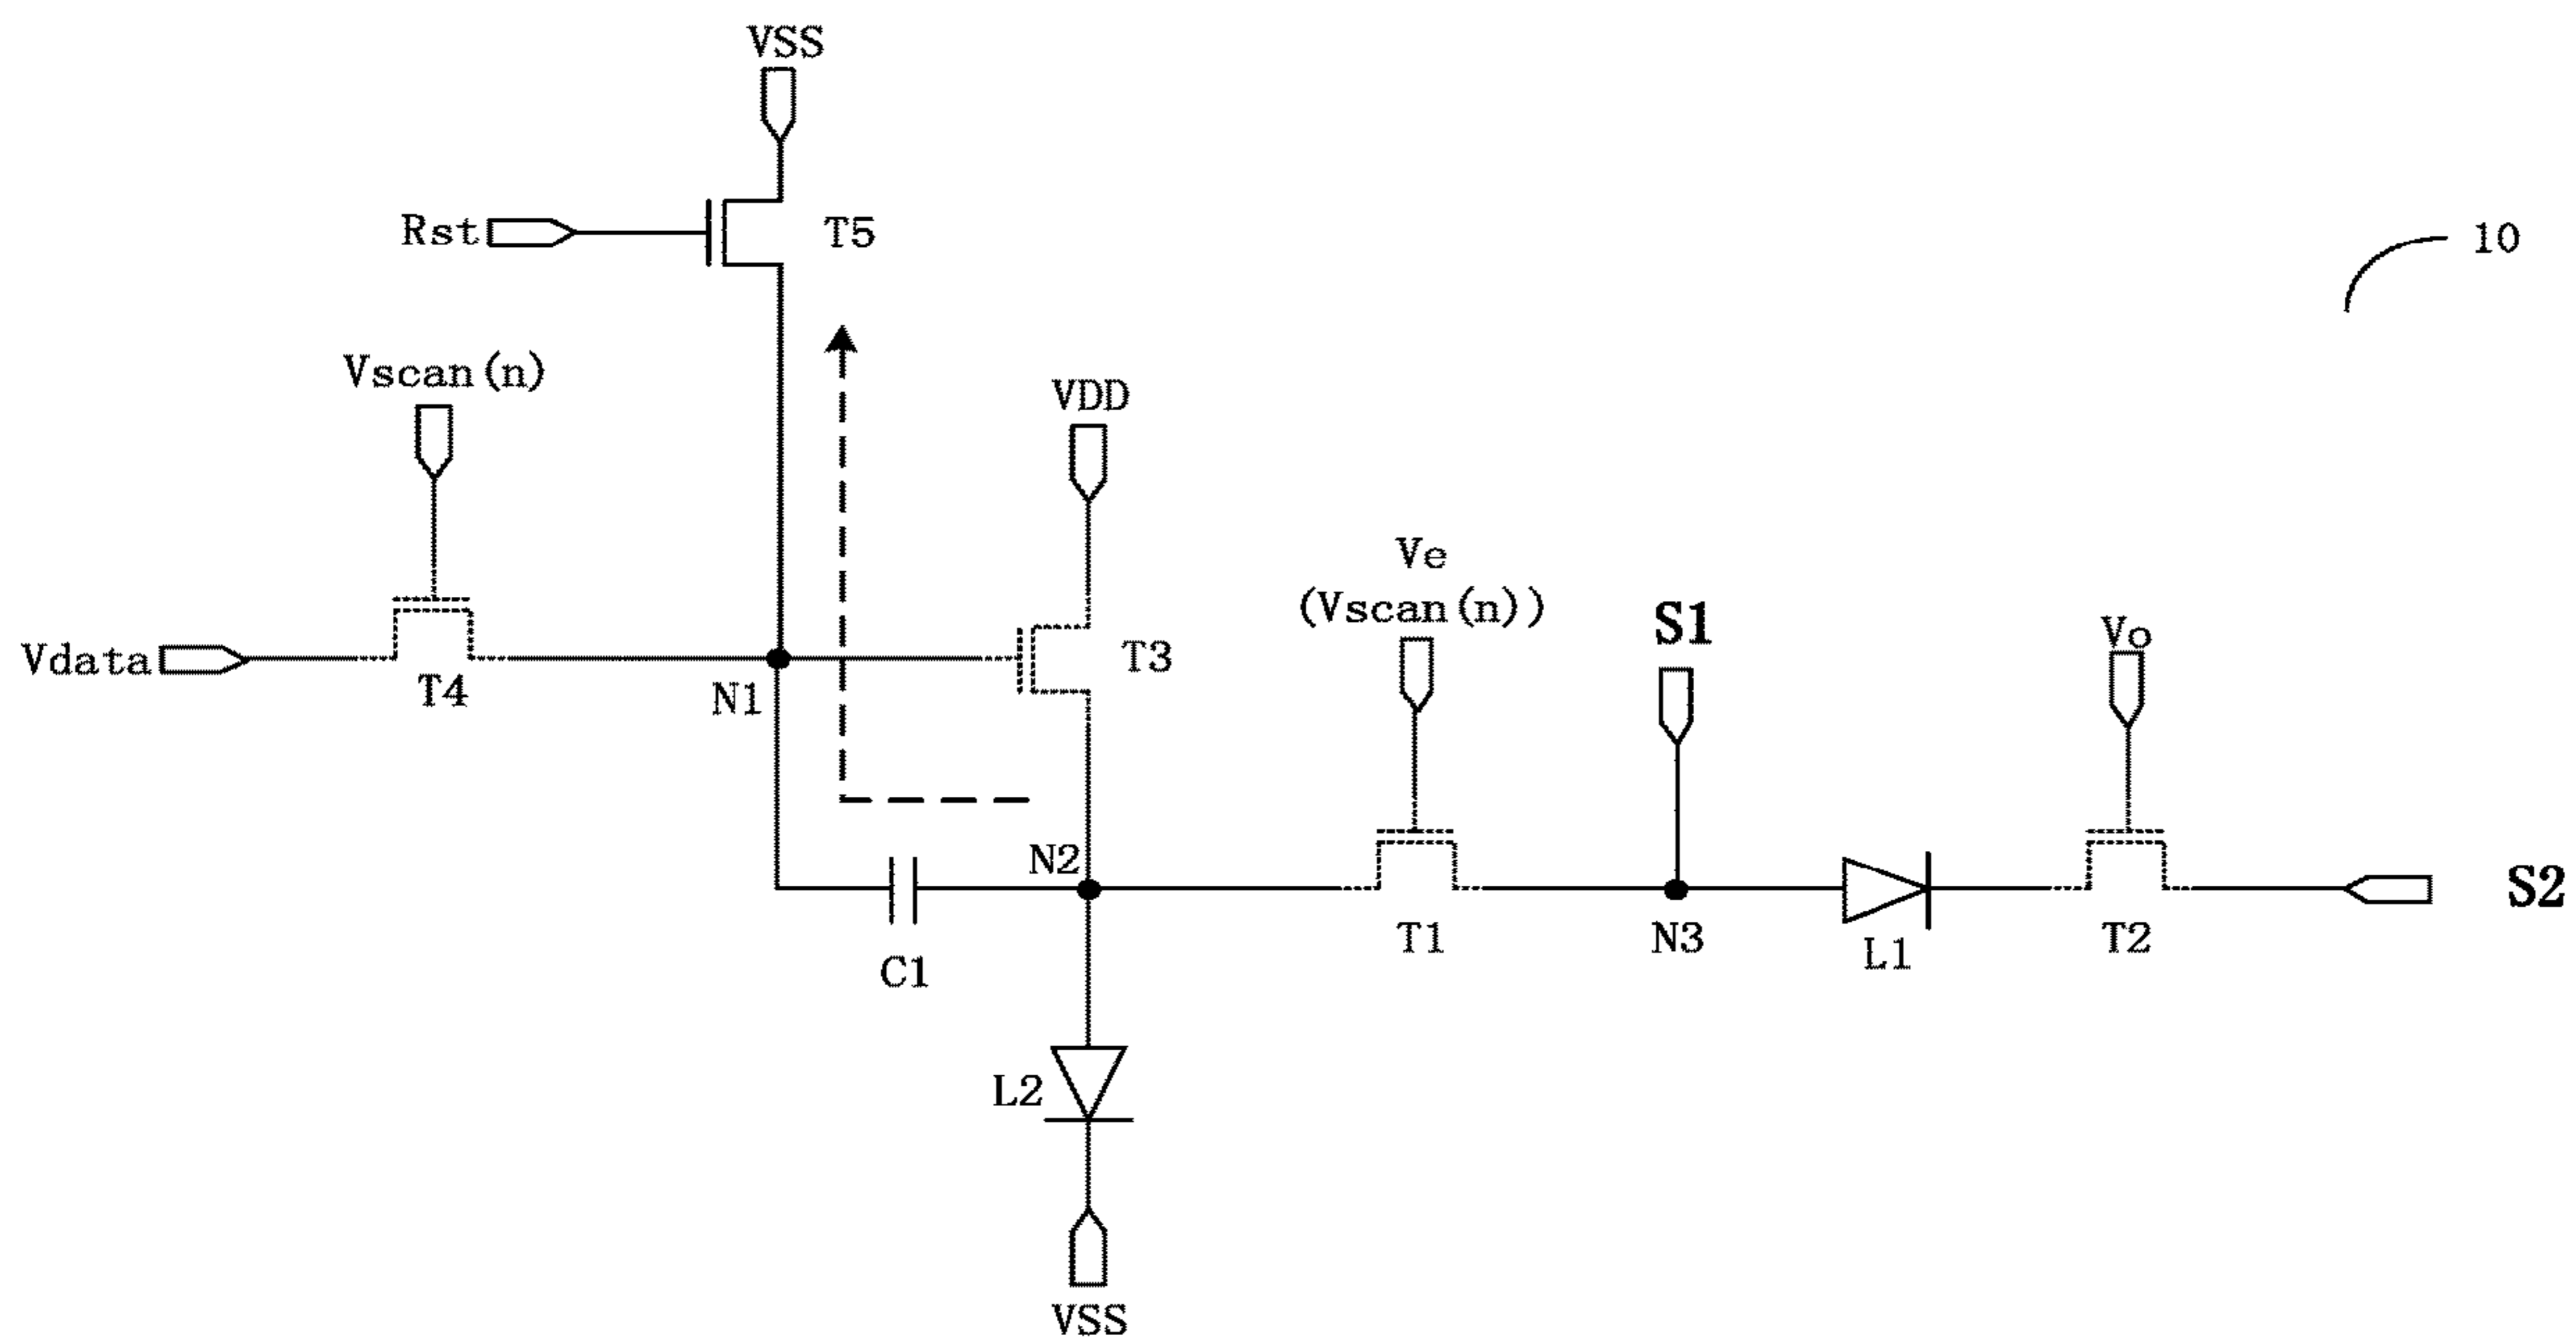 VSS
Rst
T5
10
Vscan(n)
VDD
Ve
(Vscan(n))
S1
Vo
Vdata
T4
N1
T3
N2
T1
N3
L1
T2
S2
C1
L2
VSS